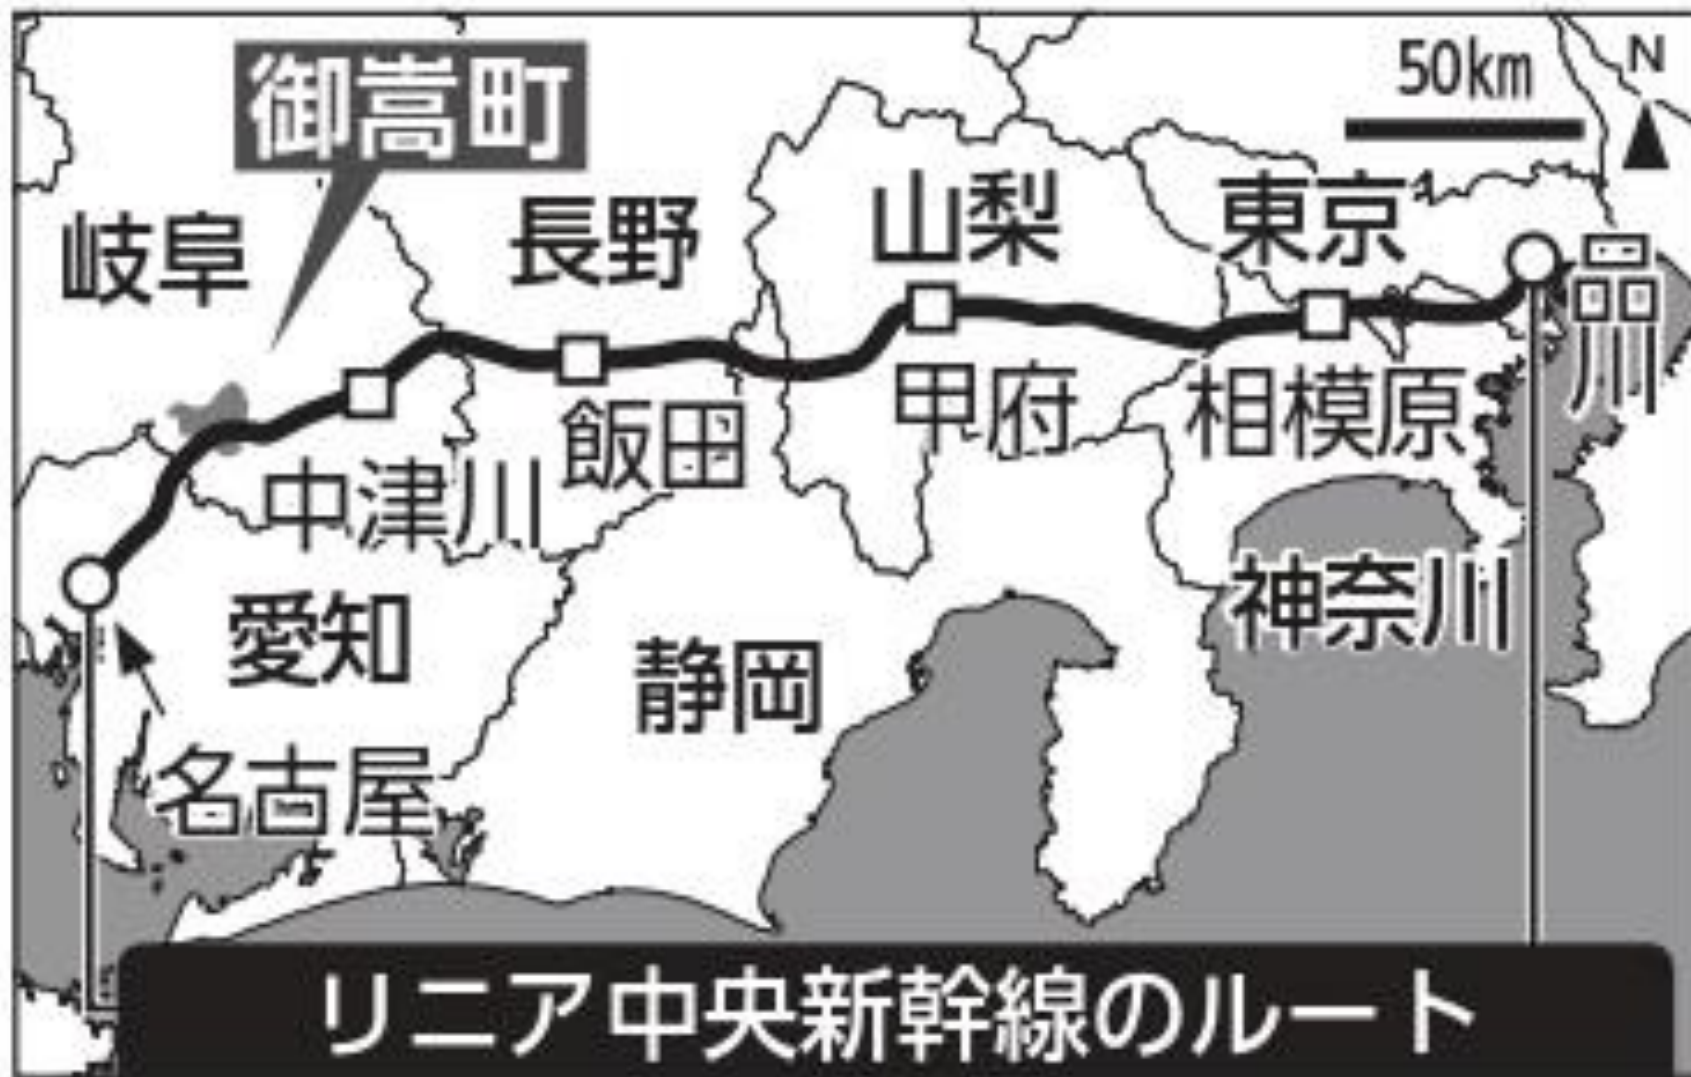 御嵩町
50km
N
岐阜
長野
山梨
東京
品川
中津川
飯田
甲府
相模原
愛知
静岡
神奈川
名古屋
リニア中央新幹線のルート